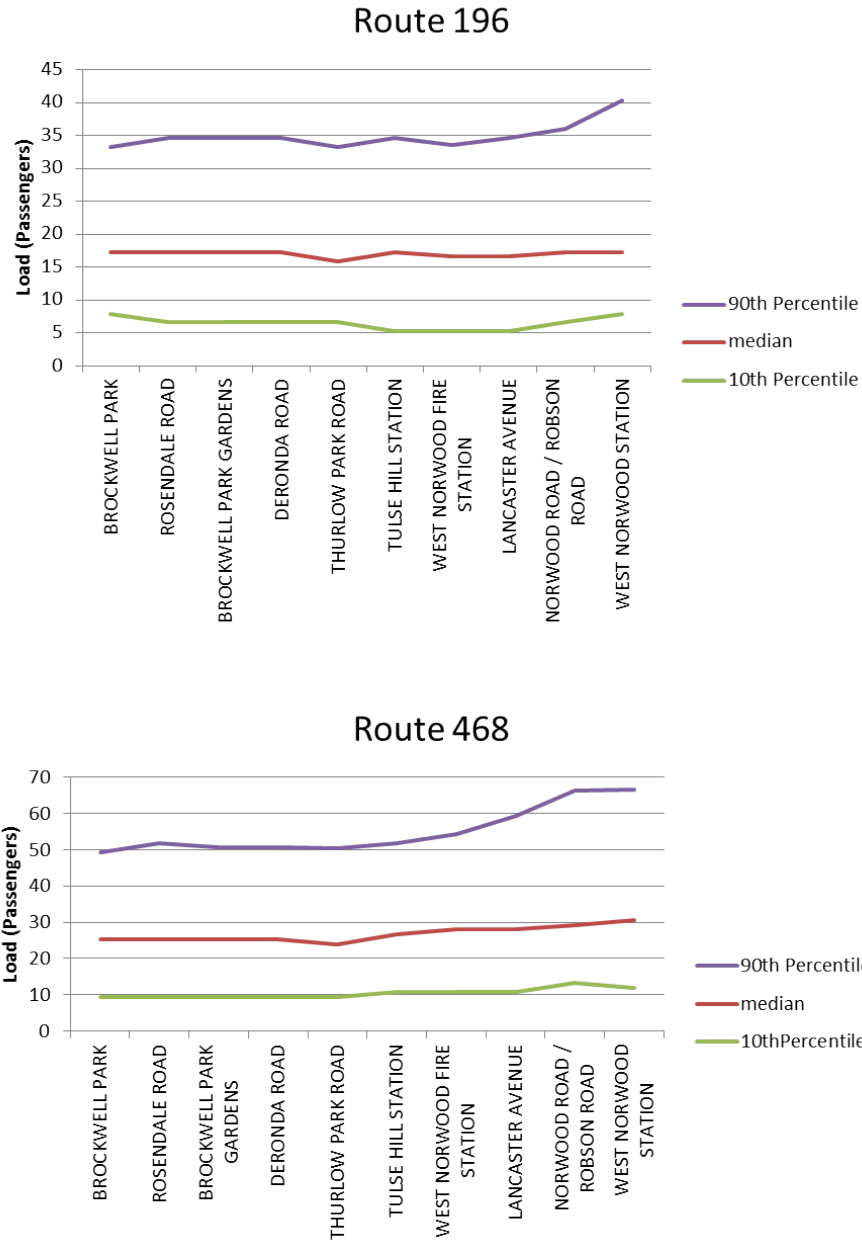 Route 196
Load (Passengers)
45
40
35
30
25
20
15
10
5
0
BROCKWELL PARK
ROSENDALE ROAD
BROCKWELL PARK GARDENS
DERONDA ROAD
THURLOW PARK ROAD
TULSE HILL STATION
WEST NORWOOD FIRE
STATION
LANCASTER AVENUE
NORWOOD ROAD / ROBSON
ROAD
WEST NORWOOD STATION
90th Percentile
median
10th Percentile
Route 468
Load (Passengers)
70
60
50
40
30
20
10
0
BROCKWELL PARK
ROSENDALE ROAD
BROCKWELL PARK
GARDENS
DERONDA ROAD
THURLOW PARK ROAD
TULSE HILL STATION
WEST NORWOOD FIRE
STATION
LANCASTER AVENUE
NORWOOD ROAD /
ROBSON ROAD
WEST NORWOOD
STATION
90th Percentile
median
10thPercentile